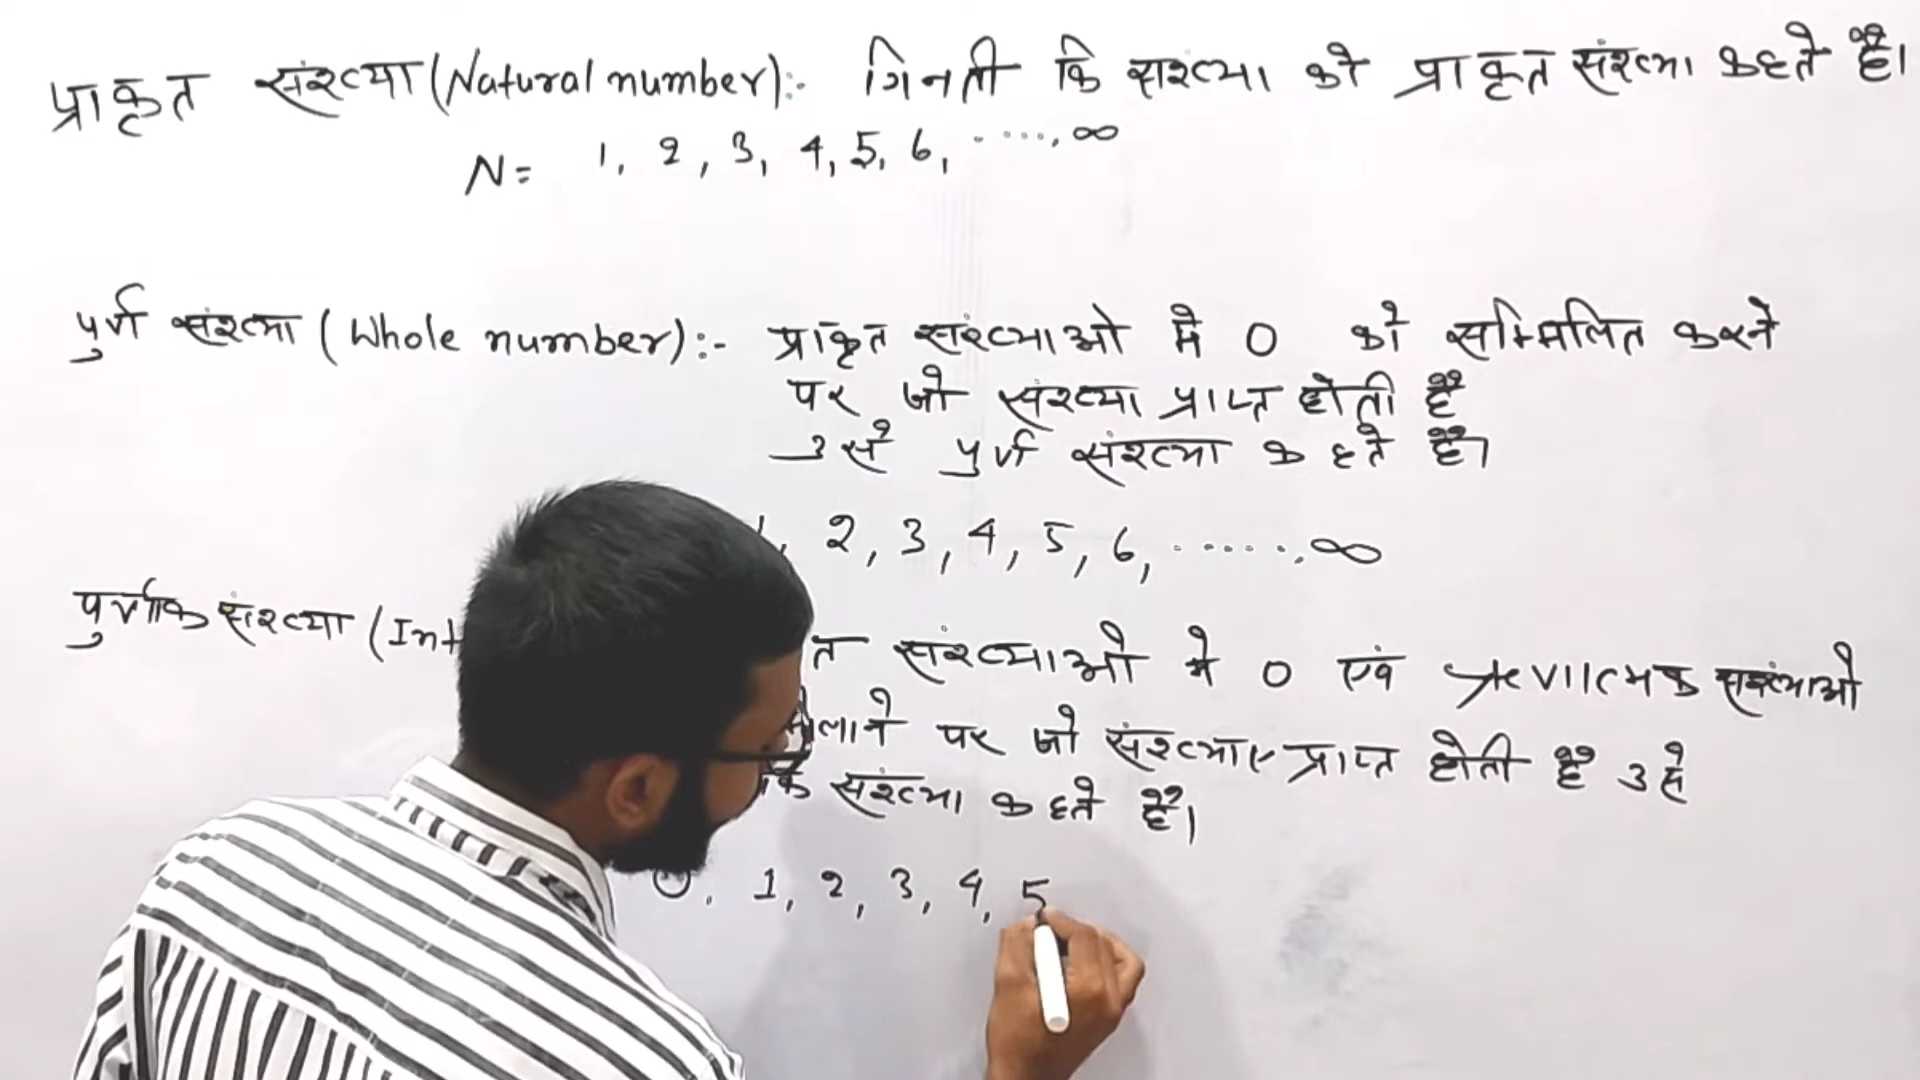 प्राकृत संख्या (Natural number):- गिनती कि संख्या को प्राकृत संख्या कहते है।
N= 1, 2, 3, 4, 5, 6, ....., ∞
पुर्ण संख्या (Whole number):- प्राकृत संख्याओ मे 0 को सम्मिलित करने
पर जो संख्या प्राप्त होती है
उसे पुर्ण संख्या कहते है।
2, 3, 4, 5, 6, ......, ∞
पुर्णांक संख्या (Int त संख्याओ मे 0 एवं ऋणात्मक संख्याओ
लाने पर जो संख्याए प्राप्त होती है उसे
क संख्या कहते है।
0, 1, 2, 3, 4, 5